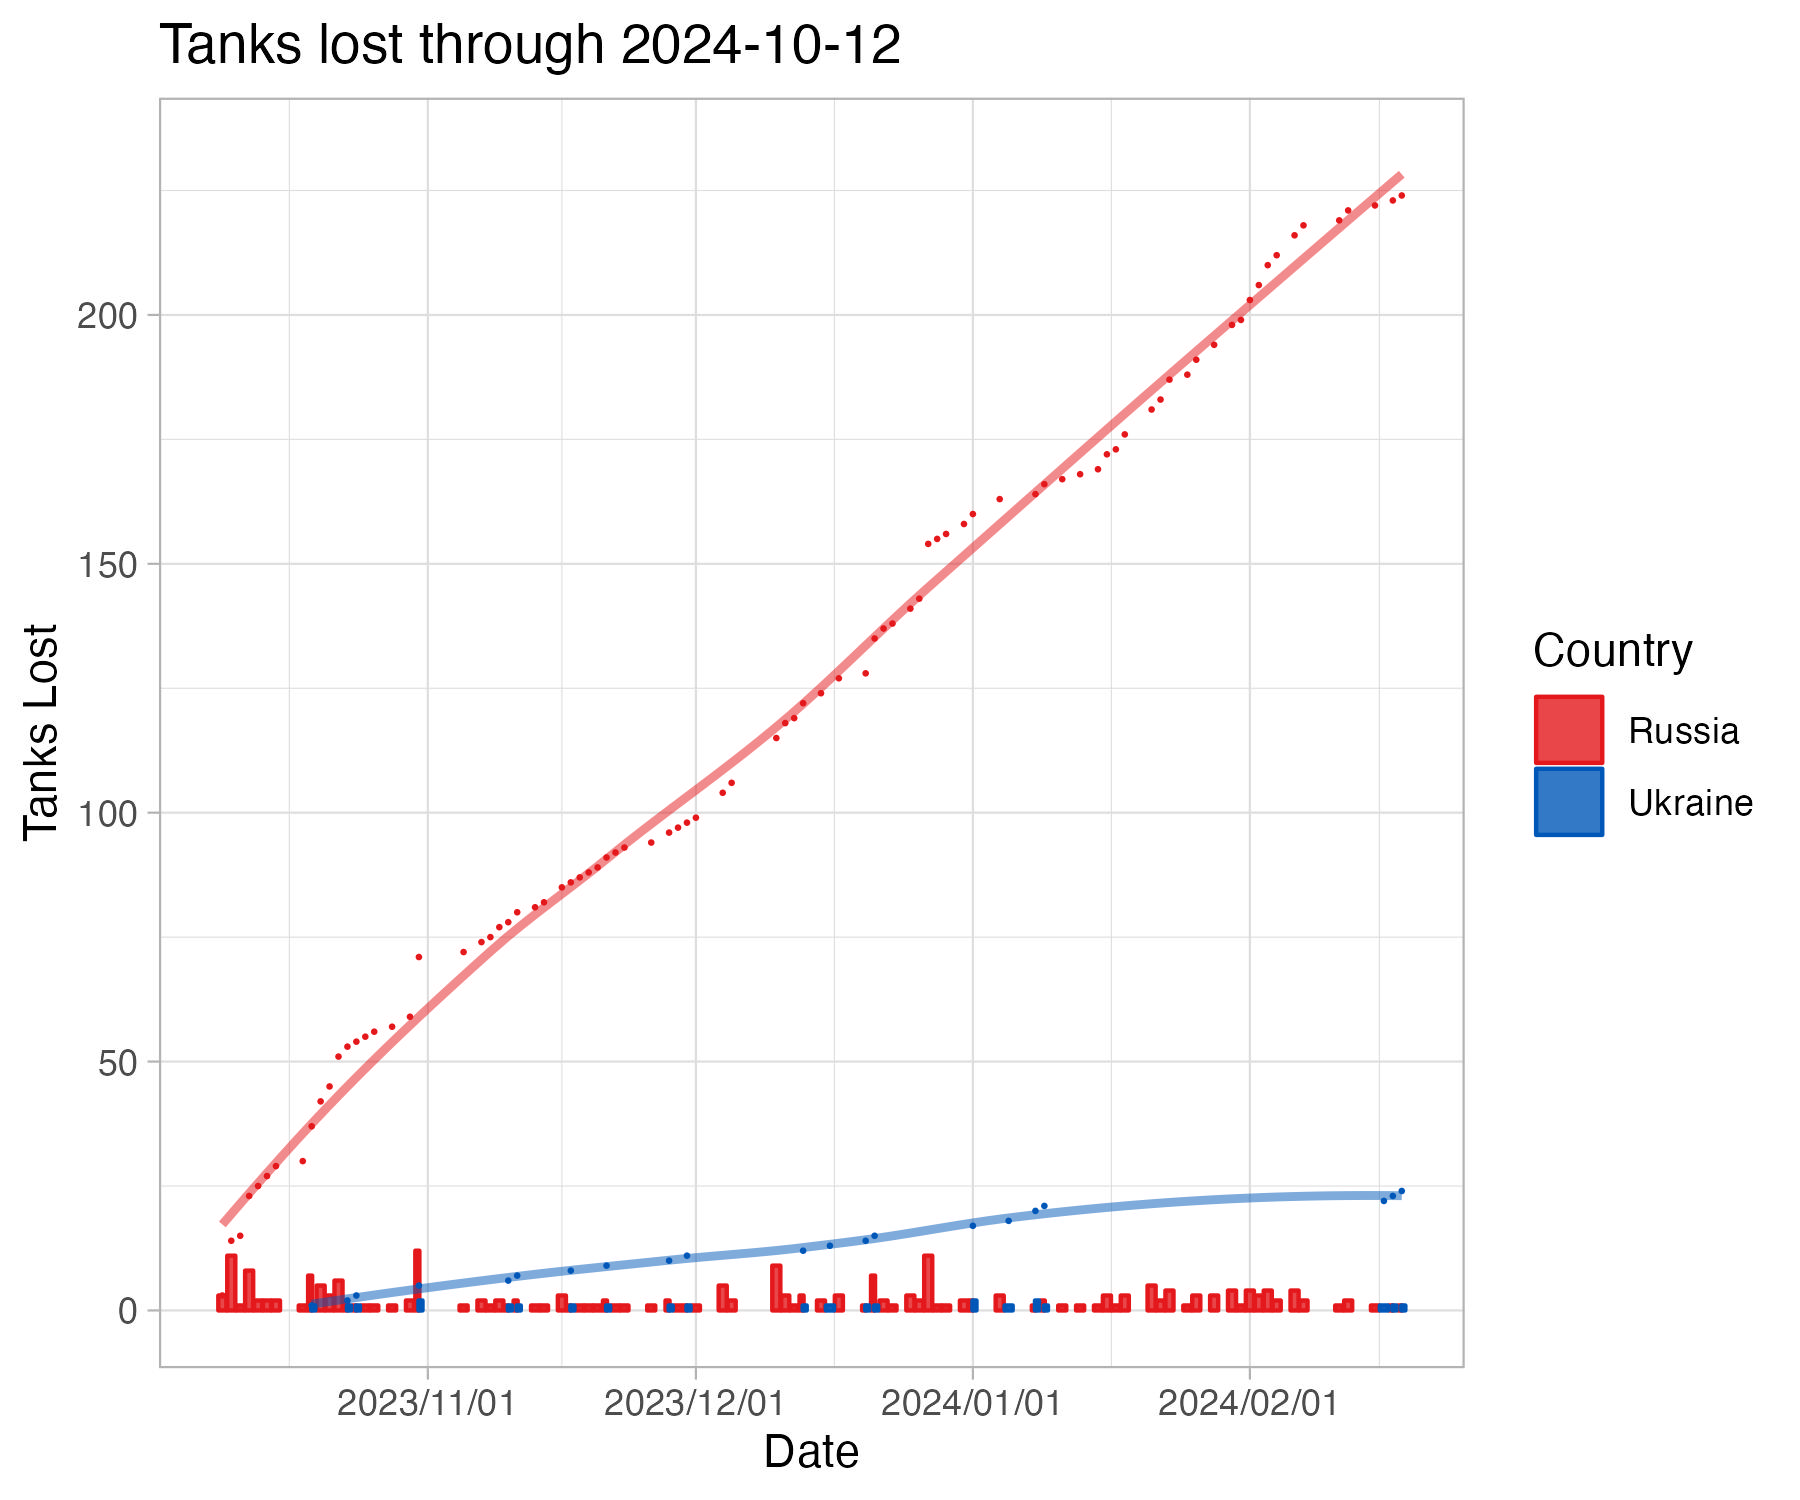 Tanks lost through 2024-10-12
Tanks Lost
200
150
100
50
0
2023/11/01 2023/12/01 2024/01/01 2024/02/01
Date
Country
Russia
Ukraine